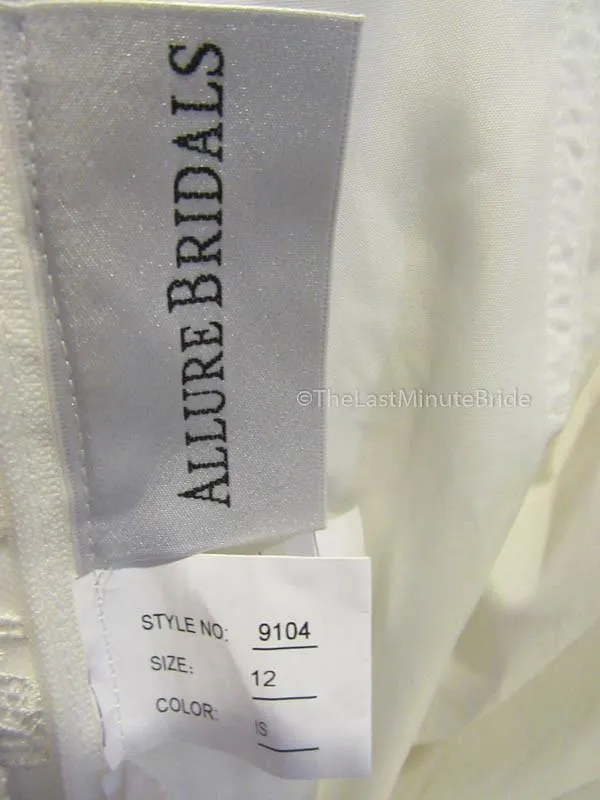 ALLURE BRIDALS
©TheLastMinuteBride
STYLE NO: 9104
SIZE: 12
COLOR: IS